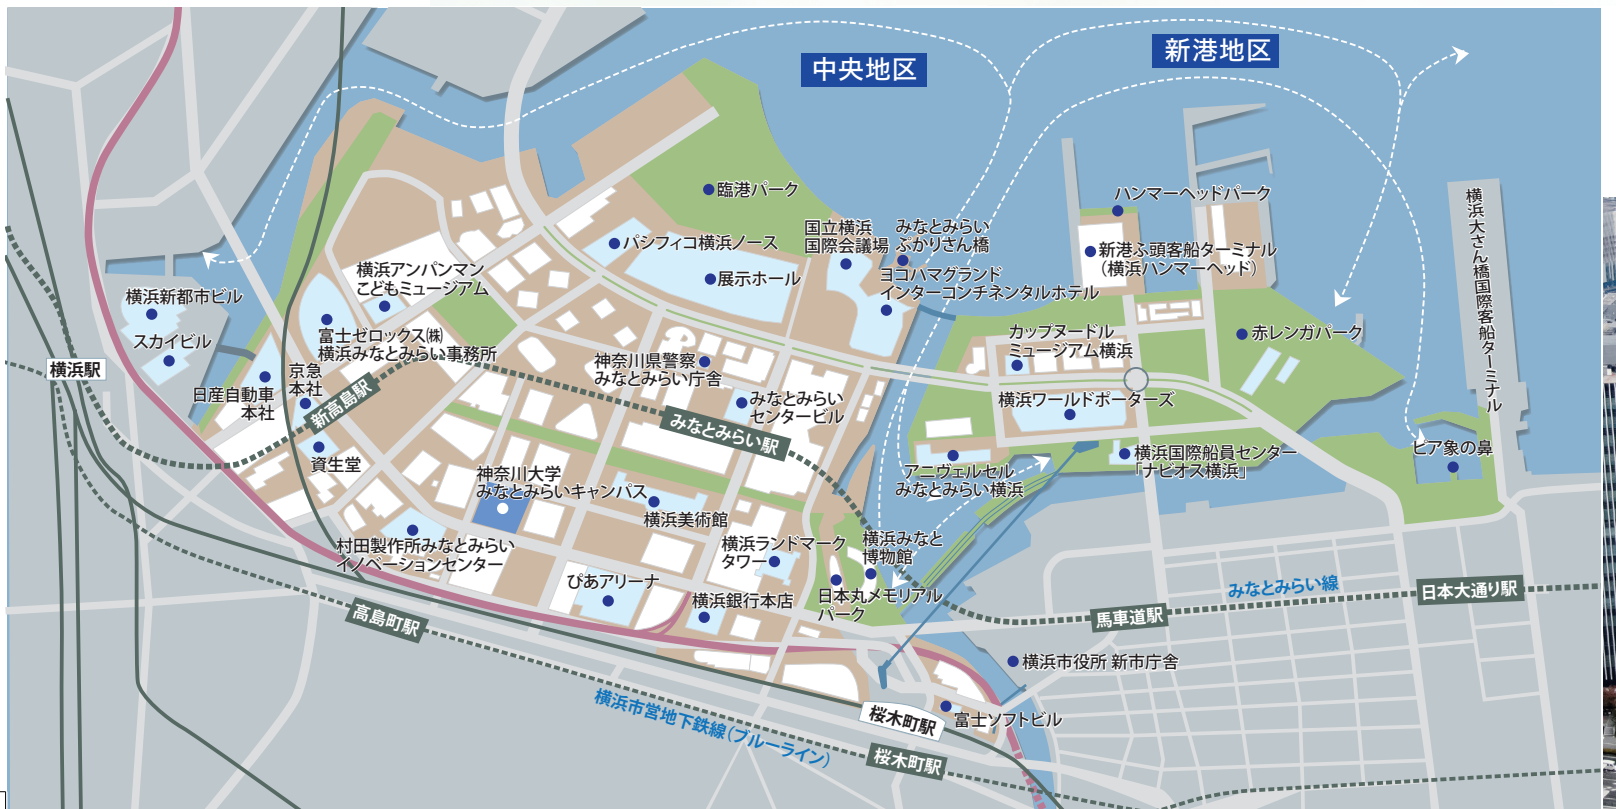 中央地区
新港地区
臨港パーク
ハンマーヘッドパーク
横浜大さん橋国際客船ターミナル
国立横浜
国際会議場
みなとみらい
ぷかりさん橋
パシフィコ横浜ノース
新港ふ頭客船ターミナル
（横浜ハンマーヘッド）
横浜アンパンマン
こどもミュージアム
展示ホール
ヨコハマグランド
インターコンチネンタルホテル
横浜新都市ビル
スカイビル
富士ゼロックス㈱
横浜みなとみらい事務所
カップヌードル
ミュージアム横浜
赤レンガパーク
横浜駅
日産自動車
本社
京急
本社
新高島駅
神奈川県警察
みなとみらい庁舎
みなとみらい
センタービル
横浜ワールドポーターズ
みなとみらい駅
資生堂
神奈川大学
みなとみらいキャンパス
アニヴェルセル
みなとみらい横浜
横浜国際船員センター
「ナビオス横浜」
ピア象の鼻
横浜美術館
村田製作所みなとみらい
イノベーションセンター
横浜ランドマーク
タワー
横浜みなと
博物館
ぴあアリーナ
横浜銀行本店
日本丸メモリアル
パーク
みなとみらい線
日本大通り駅
馬車道駅
高島町駅
横浜市役所 新市庁舎
横浜市営地下鉄線（ブルーライン）
桜木町駅
富士ソフトビル
桜木町駅